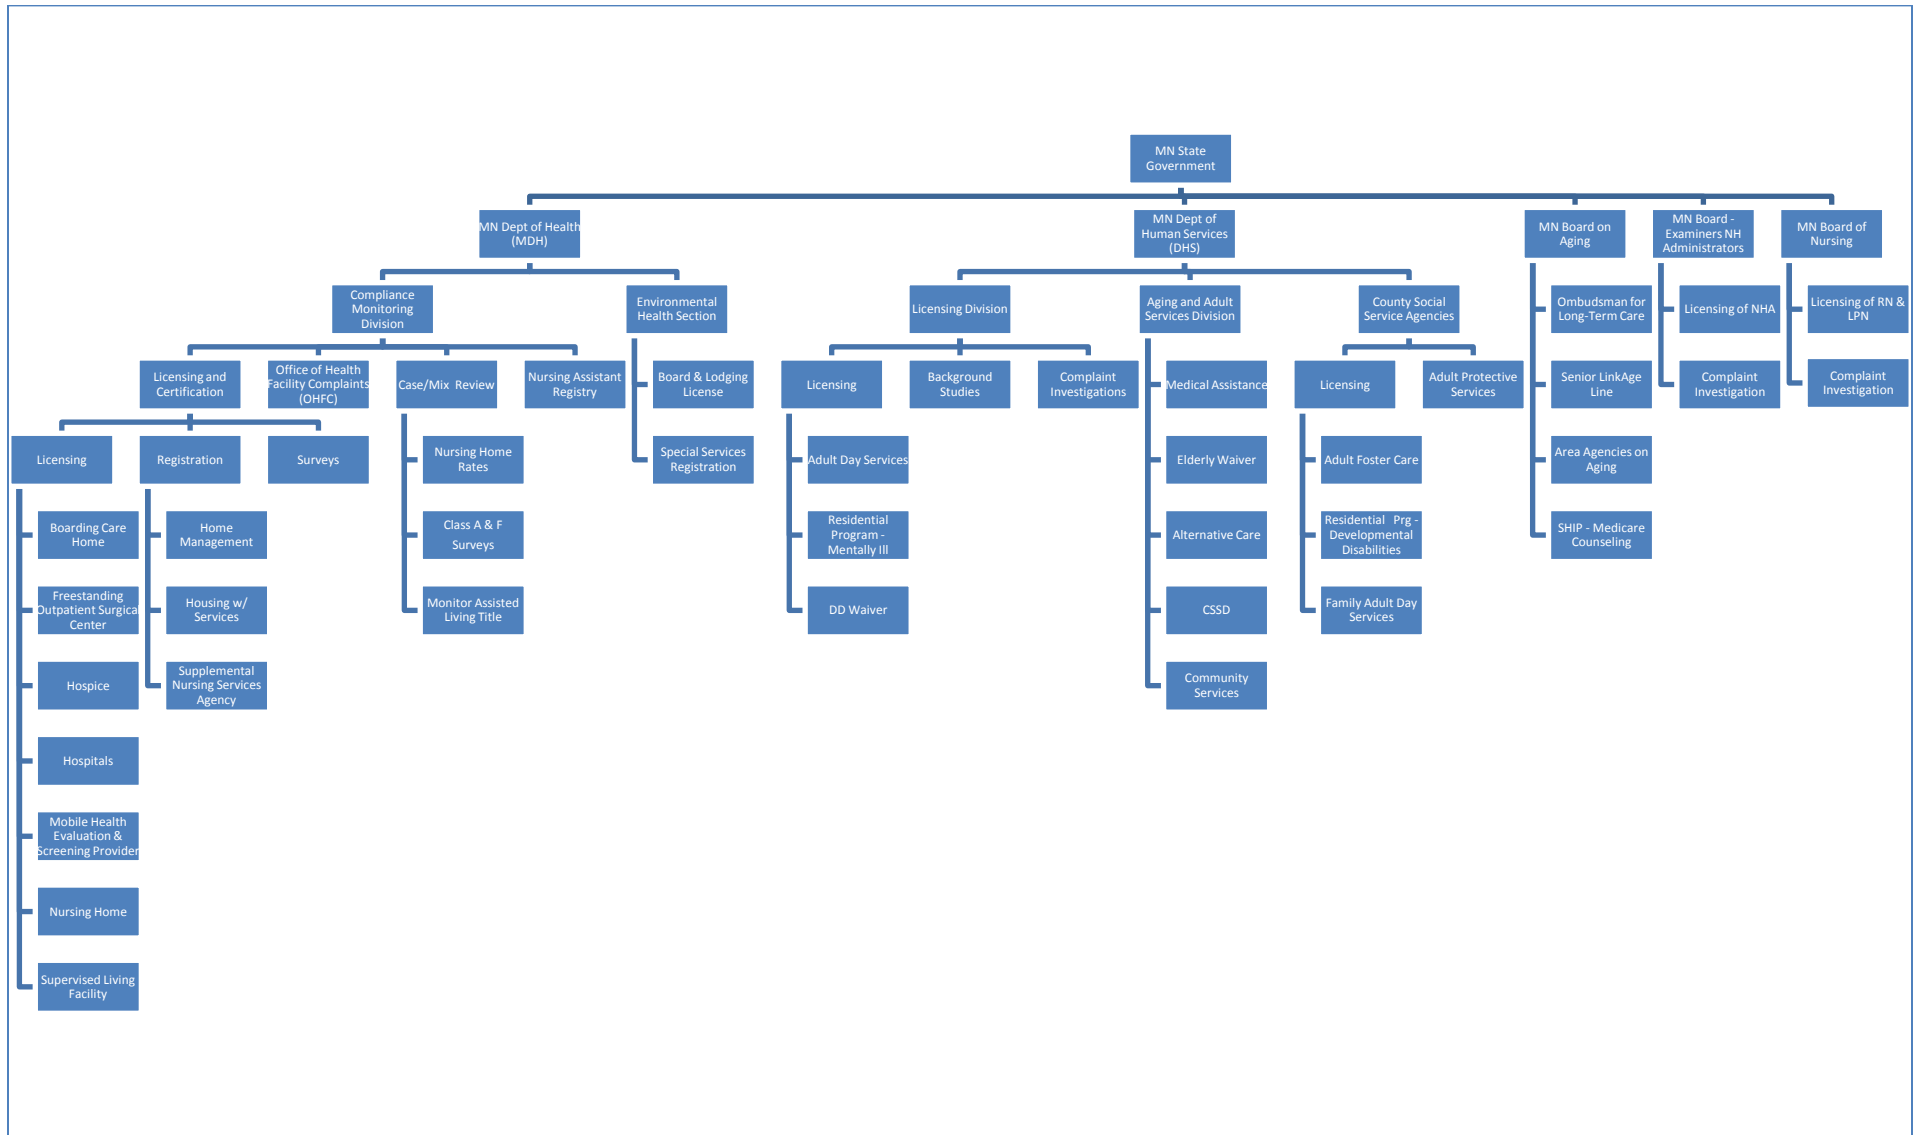 MN State
Government
MN Dept of Health
(MDH)
MN Dept of
Human Services
(DHS)
MN Board on
Aging
MN Board -
Examiners NH
Administrators
MN Board of
Nursing
Compliance
Monitoring
Division
Environmental
Health Section
Licensing Division
Aging and Adult
Services Division
County Social
Service Agencies
Ombudsman for
Long-Term Care
Licensing of NHA
Licensing of RN &
LPN
Licensing and
Certification
Office of Health
Facility Complaints
(OHFC)
Case/Mix Review
Nursing Assistant
Registry
Board & Lodging
License
Licensing
Background
Studies
Complaint
Investigations
Medical Assistance
Licensing
Adult Protective
Services
Senior LinkAge
Line
Complaint
Investigation
Complaint
Investigation
Licensing
Registration
Surveys
Nursing Home
Rates
Special Services
Registration
Adult Day Services
Elderly Waiver
Adult Foster Care
Area Agencies on
Aging
Boarding Care
Home
Home
Management
Class A & F
Surveys
Residential
Program -
Mentally Ill
Alternative Care
Residential Prg -
Developmental
Disabilities
SHIP - Medicare
Counseling
Freestanding
Outpatient Surgical
Center
Housing w/
Services
Monitor Assisted
Living Title
DD Waiver
CSSD
Family Adult Day
Services
Hospice
Supplemental
Nursing Services
Agency
Community
Services
Hospitals
Mobile Health
Evaluation &
Screening Provider
Nursing Home
Supervised Living
Facility